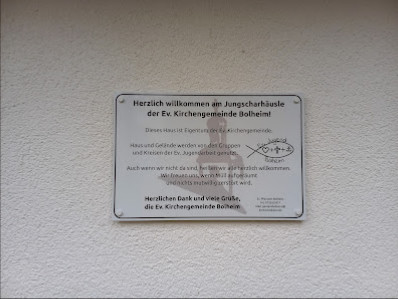 Herzlich willkommen am Jungscharhäusle
der Ev. Kirchengemeinde Bolheim!
Dieses Haus ist Eigentum der Ev. Kirchengemeinde.
Haus und Gelände werden von den Gruppen
und Kreisen der Ev. Jugendarbeit genutzt.
Auch wenn wir nicht da sind, heißen wir alle herzlich willkommen.
Wir freuen uns, wenn Müll aufgeräumt
und nichts mutwillig zerstört wird.
Herzlichen Dank und viele Grüße,
die Ev. Kirchengemeinde Bolheim